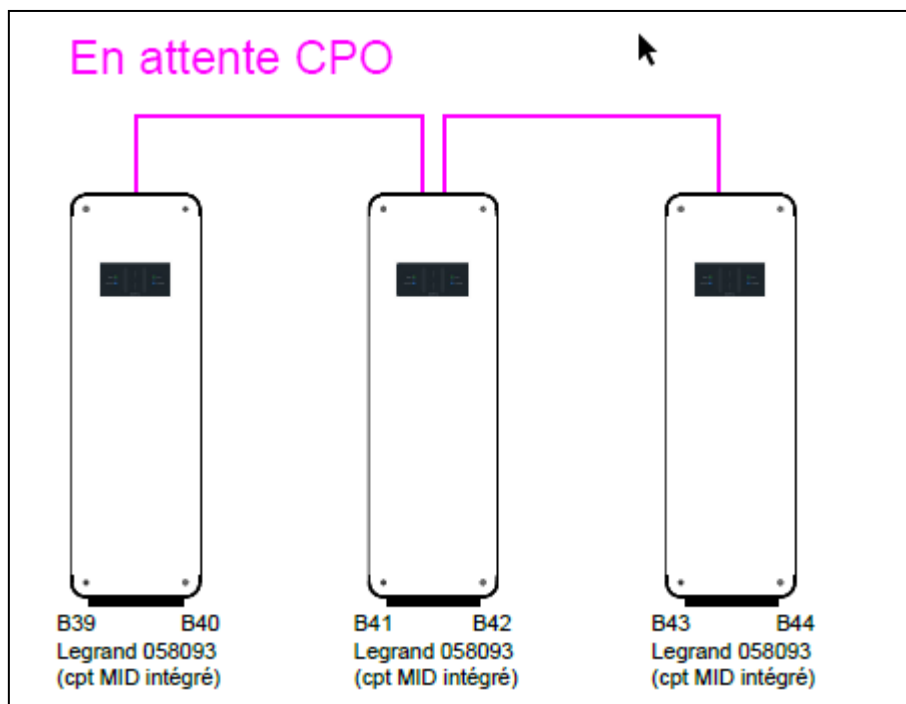 En attente CPO
B39 B40 B41 B42 B43 B44
Legrand 058093 Legrand 058093 Legrand 058093
(cpt MID intégré) (cpt MID intégré) (cpt MID intégré)